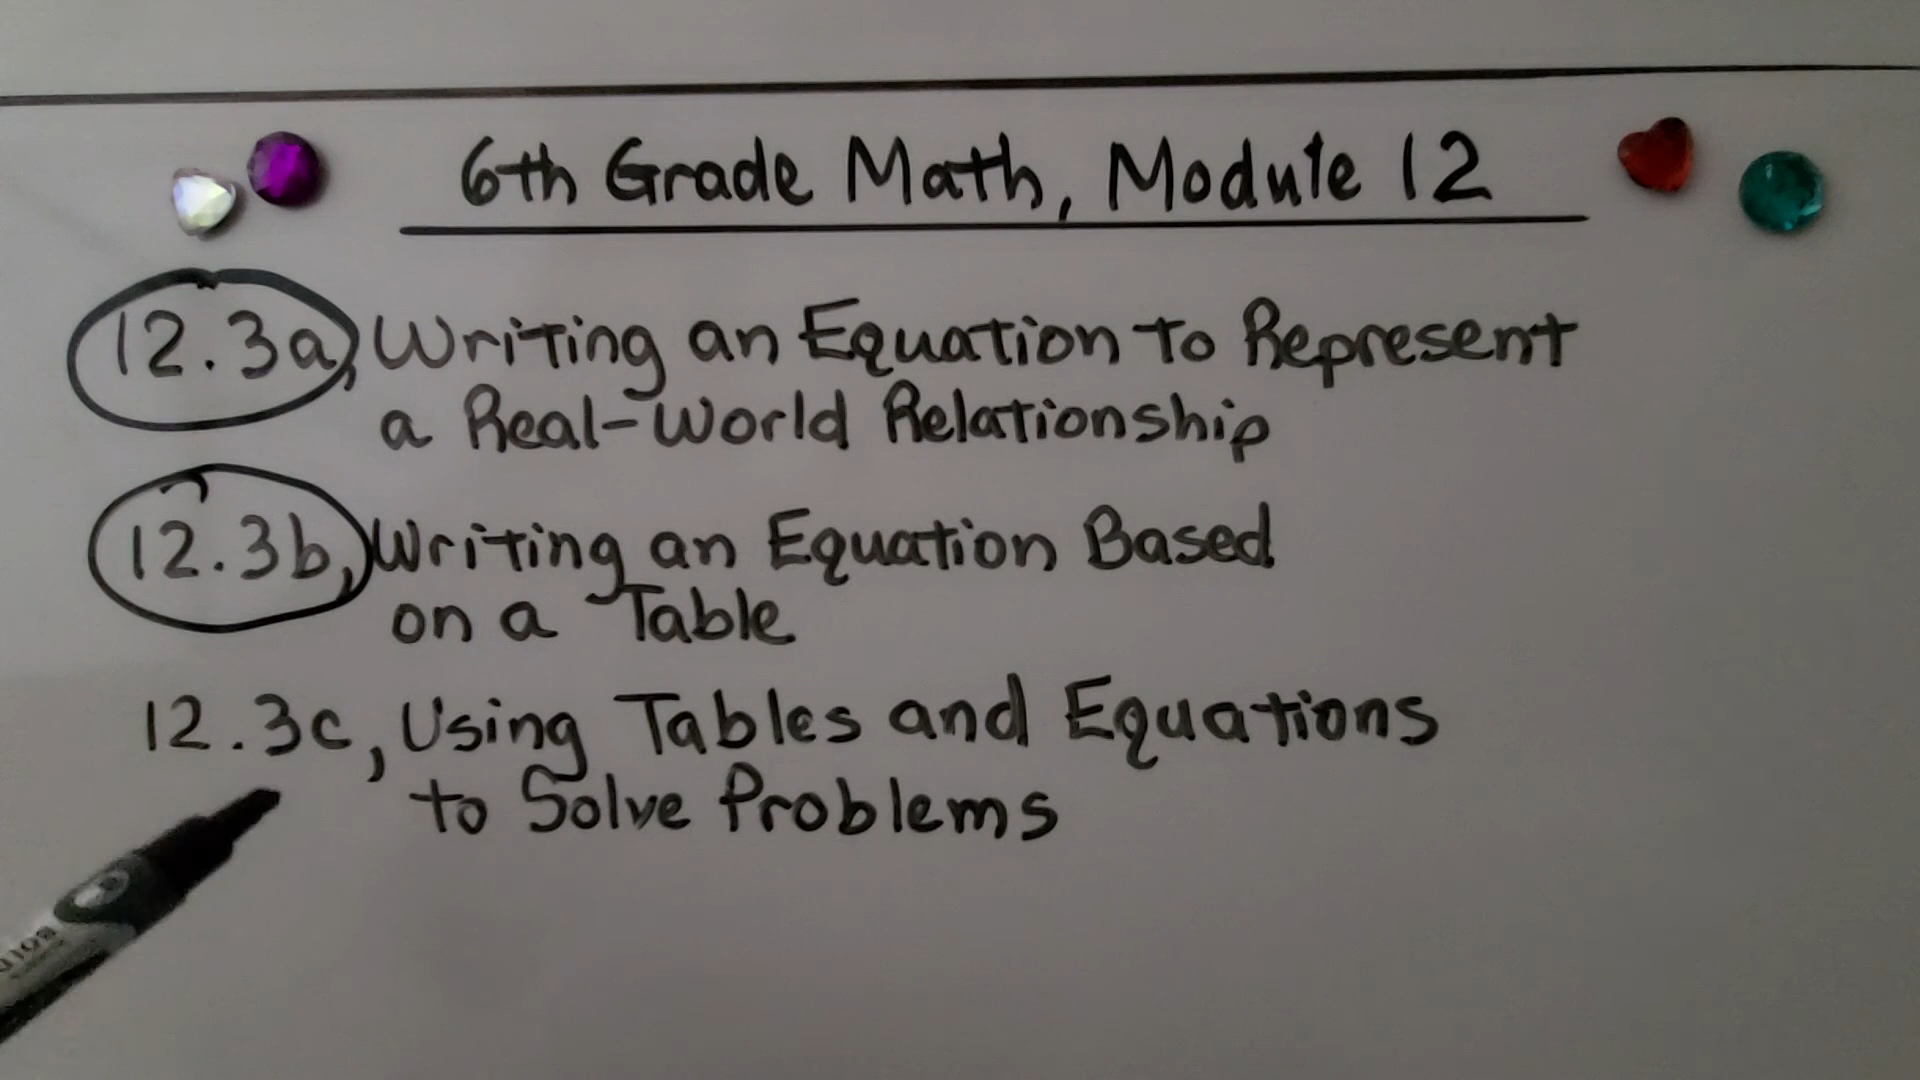 6th Grade Math, Module 12
12.3a, Writing an Equation to Represent
a Real-World Relationship
12.3b, Writing an Equation Based
on a Table
12.3c, Using Tables and Equations
to Solve Problems